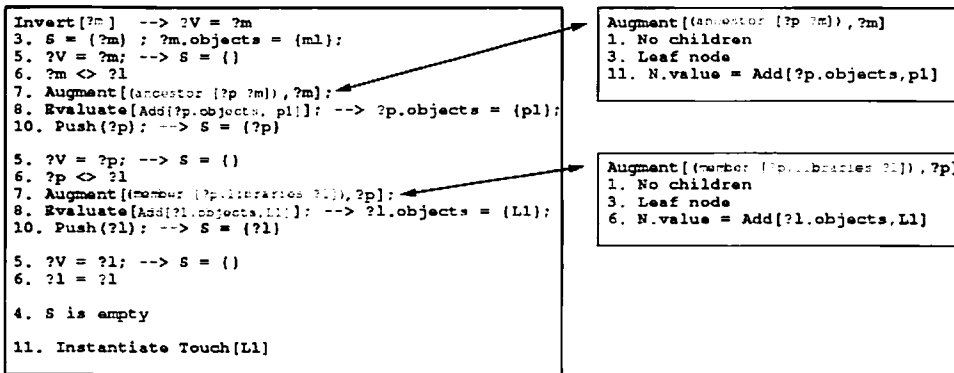 Invert[?m] --> ?V = ?m
3. S = {?m} ; ?m.objects = {m1};
5. ?V = ?m; --> S = {}
6. ?m <> ?l
7. Augment[(ancestor [?p ?m]),?m];
8. Evaluate[Add[?p.objects, p1]]; --> ?p.objects = {p1};
10. Push(?p); --> S = {?p}
5. ?V = ?p; --> S = {}
6. ?p <> ?l
7. Augment[(member [?p.libraries ?l]),?p];
8. Evaluate[Add[?l.objects,L1]]; --> ?l.objects = {L1};
10. Push(?l); --> S = {?l}
5. ?V = ?l; --> S = {}
6. ?l = ?l
4. S is empty
11. Instantiate Touch[L1]
Augment[(ancestor [?p ?m]),?m]
1. No children
3. Leaf node
11. N.value = Add[?p.objects,p1]
Augment[(member [?p.libraries ?l]),?p]
1. No children
3. Leaf node
6. N.value = Add[?l.objects,L1]